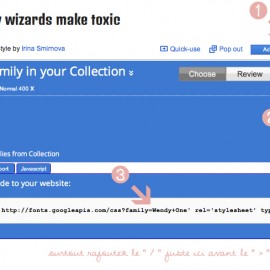 wizards make toxic
style by Irina Smirnova
Quick-use
Pop out
1
mily in your Collection
Choose
Review
Normal 400
lies from Collection
Javascript
3
de to your website:
http://fonts.googleapis.com/css?family=Wendy+One' rel='stylesheet' typ
surtout rajouter le " / " juste ici avant le " > "